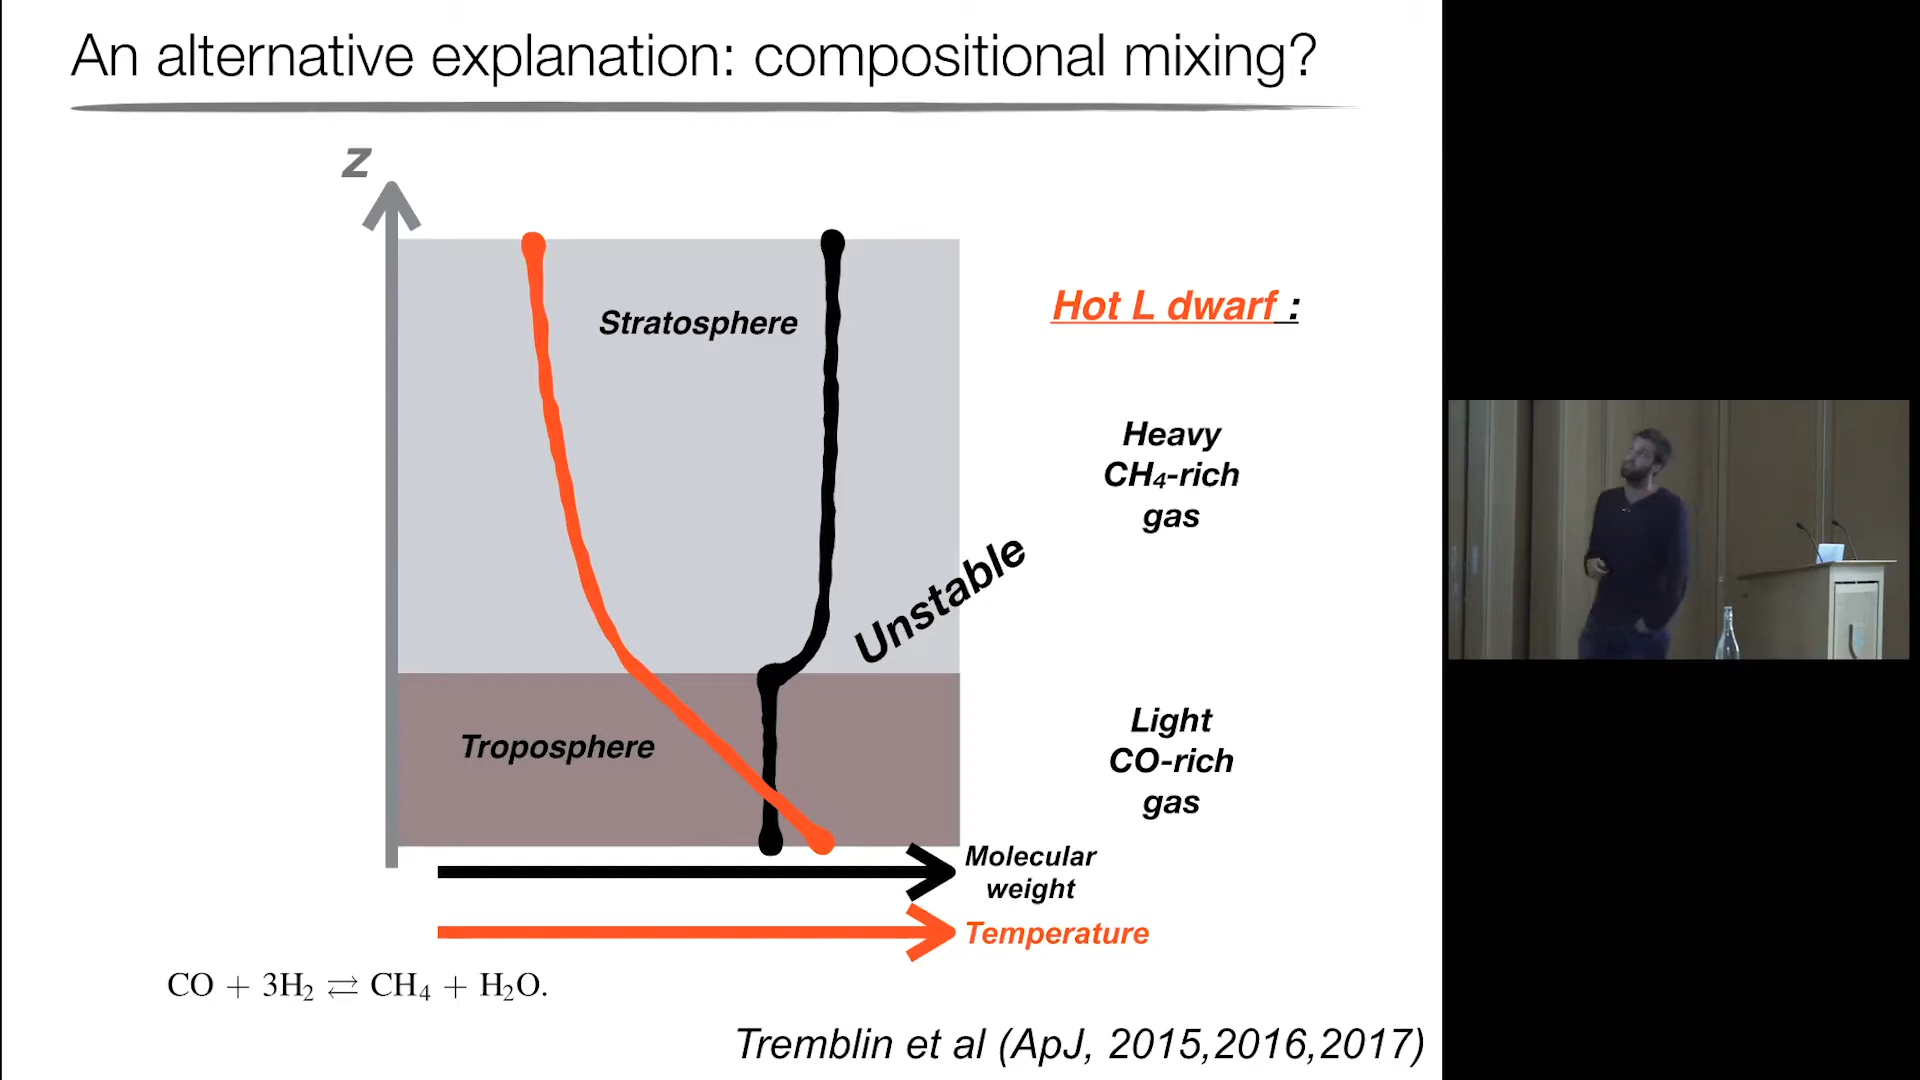 An alternative explanation: compositional mixing?
z
Stratosphere
Hot L dwarf :
Heavy
CH₄-rich
gas
Unstable
Troposphere
Light
CO-rich
gas
Molecular
weight
Temperature
CO + 3H₂ ⇄ CH₄ + H₂O.
Tremblin et al (ApJ, 2015,2016,2017)